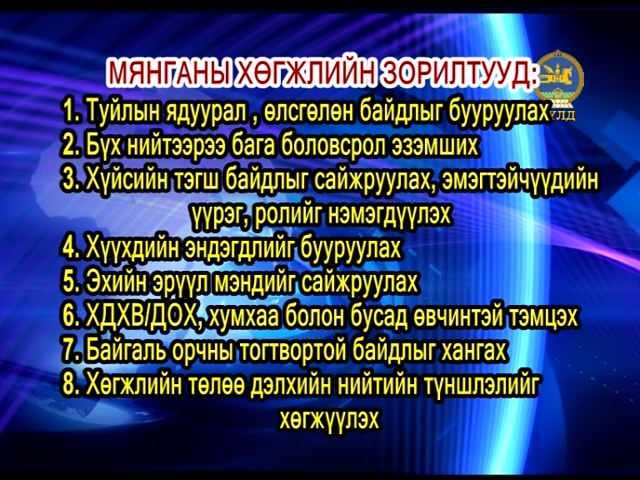 МЯНГАНЫ ХӨГЖЛИЙН ЗОРИЛТУУД:
1. Туйлын ядуурал , өлсгөлөн байдлыг бууруулах
2. Бүх нийтээрээ бага боловсрол эзэмших
3. Хүйсийн тэгш байдлыг сайжруулах, эмэгтэйчүүдийн
үүрэг, ролийг нэмэгдүүлэх
4. Хүүхдийн эндэгдлийг бууруулах
5. Эхийн эрүүл мэндийг сайжруулах
6. ХДХВ/ДОХ, хумхаа болон бусад өвчинтэй тэмцэх
7. Байгаль орчны тогтвортой байдлыг хангах
8. Хөгжлийн төлөө дэлхийн нийтийн түншлэлийг
хөгжүүлэх